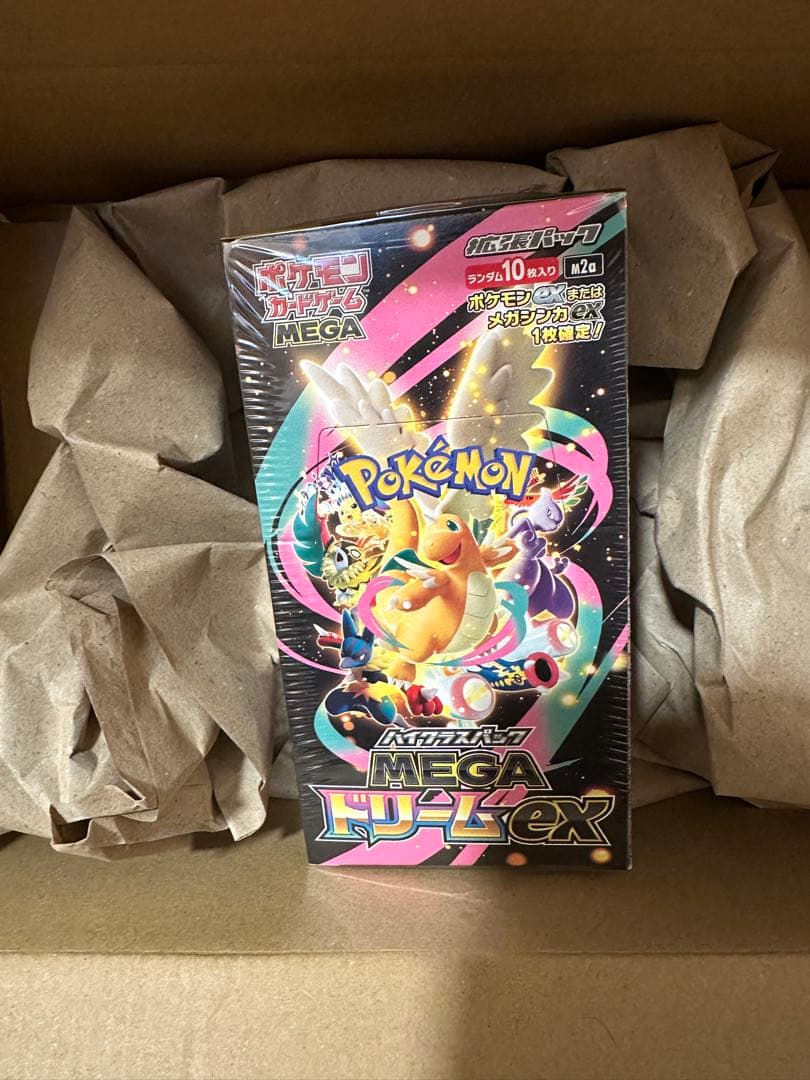 ポケモン
カードゲーム
MEGA
拡張パック
ランダム10枚入り
M2a
ポケモンexまたは
メガシンカex
1枚確定!
POKéMON
ハイクラスパック
MEGA
ドリームex